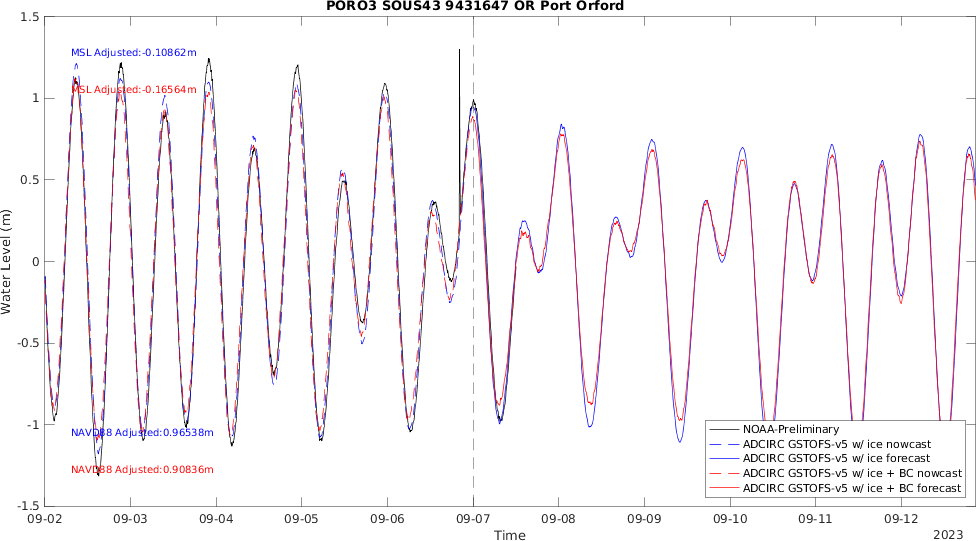 PORO3 SOUS43 9431647 OR Port Orford
1.5
MSL Adjusted:-0.10862m
MSL Adjusted:-0.16564m
1
0.5
Water Level (m)
0
-0.5
-1
NAVD88 Adjusted:0.96538m
NAVD88 Adjusted:0.90836m
-1.5
NOAA-Preliminary
ADCIRC GSTOFS-v5 w/ ice nowcast
ADCIRC GSTOFS-v5 w/ ice forecast
ADCIRC GSTOFS-v5 w/ ice + BC nowcast
ADCIRC GSTOFS-v5 w/ ice + BC forecast
09-02 09-03 09-04 09-05 09-06 09-07 09-08 09-09 09-10 09-11 09-12
Time
2023